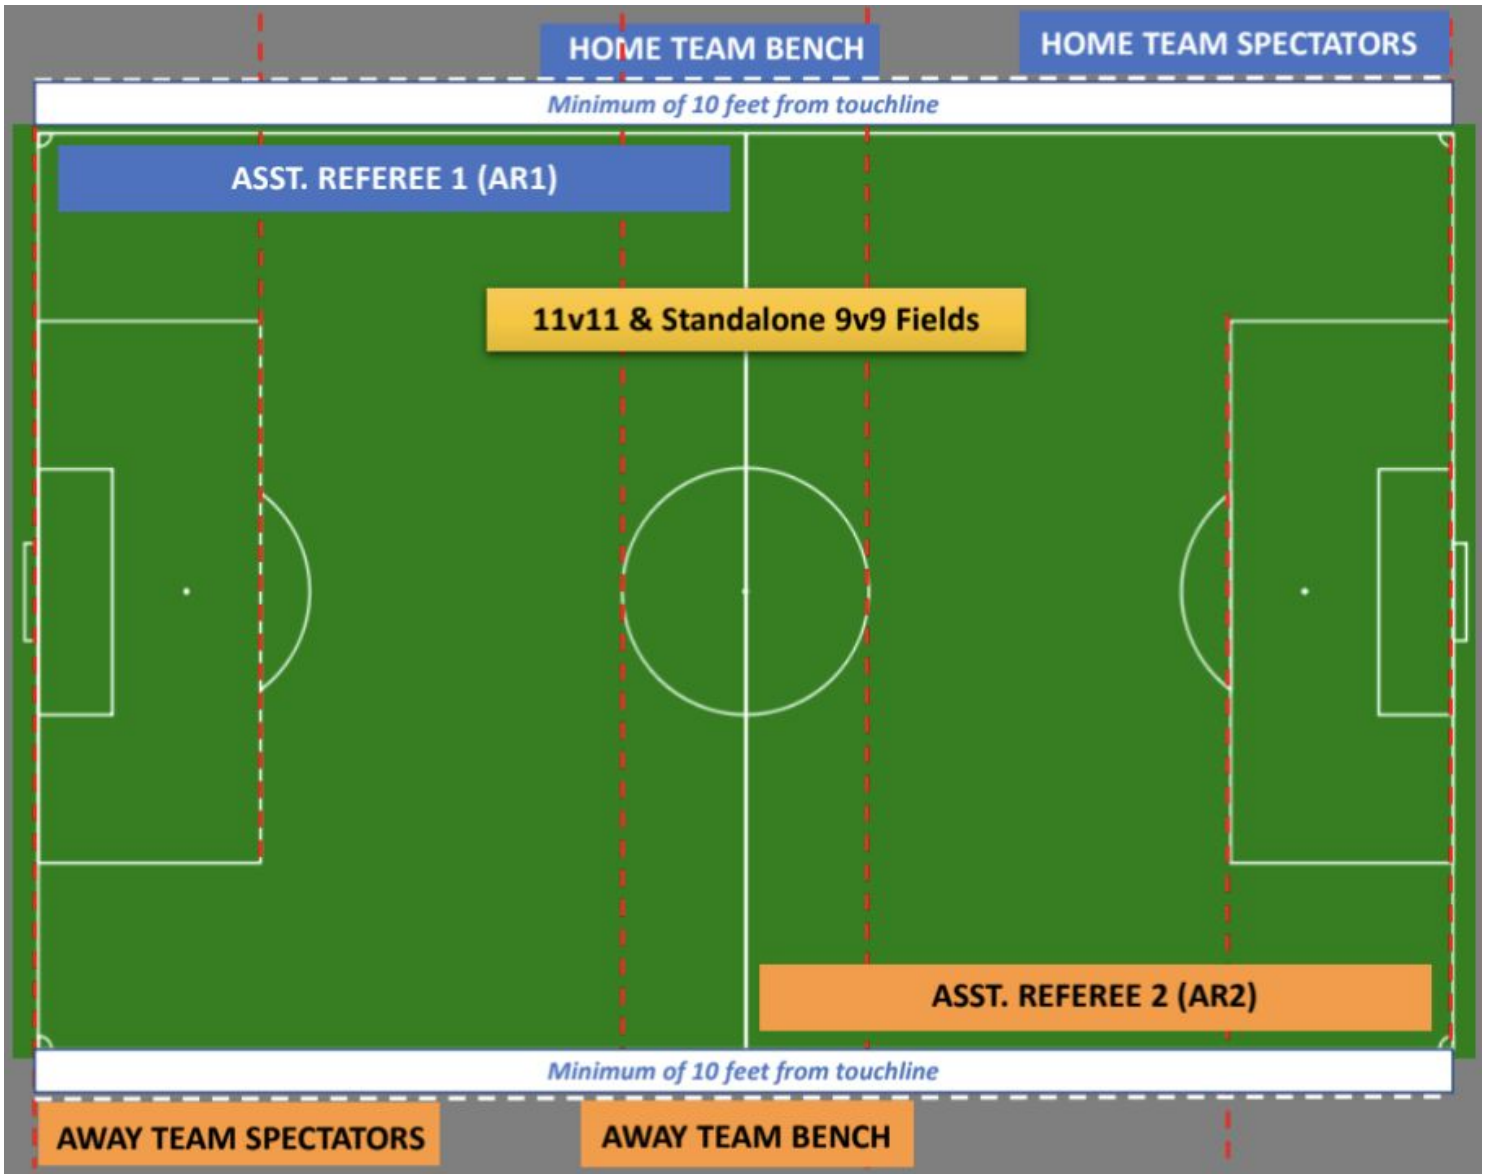 HOME TEAM BENCH
HOME TEAM SPECTATORS
Minimum of 10 feet from touchline
ASST. REFEREE 1 (AR1)
11v11 & Standalone 9v9 Fields
ASST. REFEREE 2 (AR2)
Minimum of 10 feet from touchline
AWAY TEAM SPECTATORS
AWAY TEAM BENCH